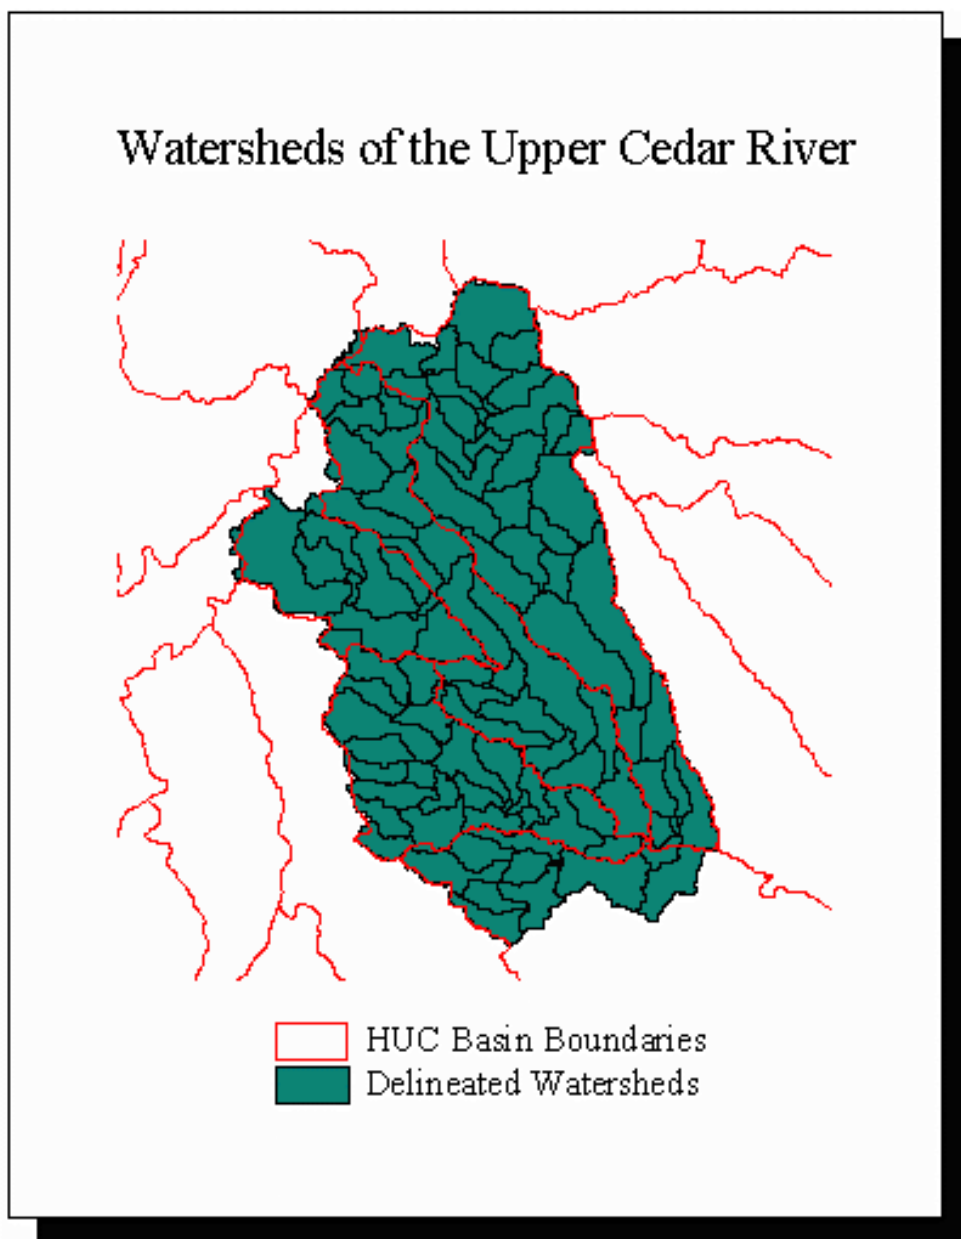 Watersheds of the Upper Cedar River
HUC Basin Boundaries
Delineated Watersheds